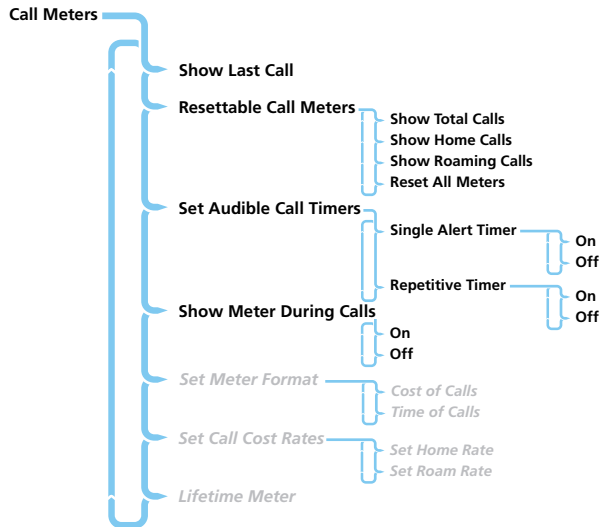 Call Meters
Show Last Call
Resettable Call Meters
Show Total Calls
Show Home Calls
Show Roaming Calls
Reset All Meters
Set Audible Call Timers
Single Alert Timer
On
Off
Repetitive Timer
On
Off
Show Meter During Calls
On
Off
Set Meter Format
Cost of Calls
Time of Calls
Set Call Cost Rates
Set Home Rate
Set Roam Rate
Lifetime Meter